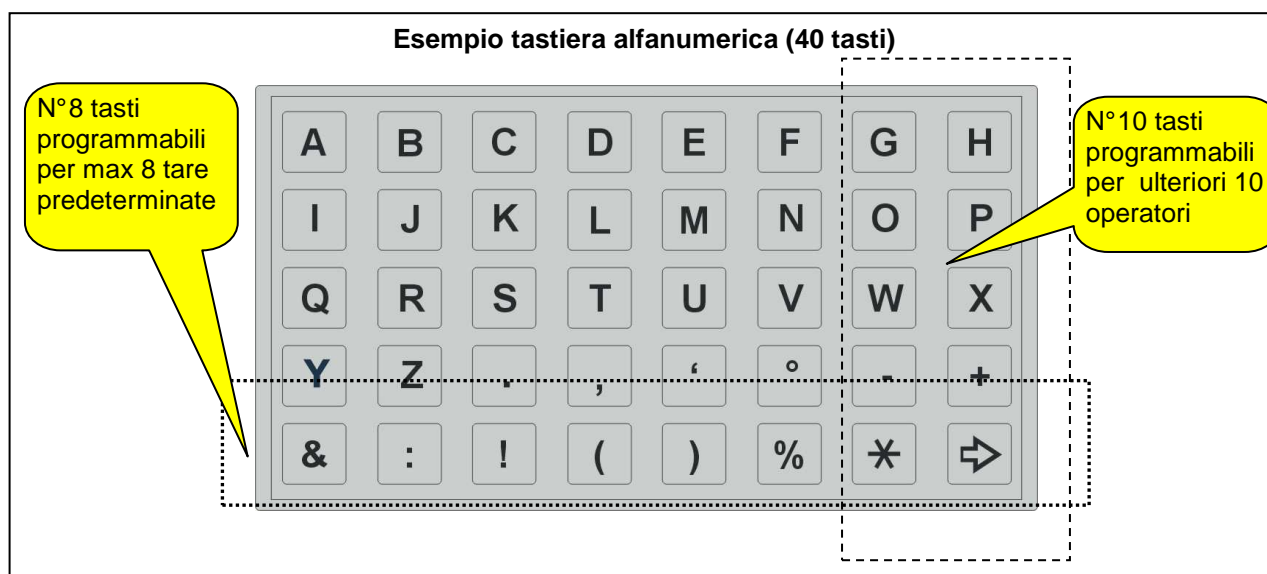 Esempio tastiera alfanumerica (40 tasti)
N°8 tasti
programmabili
per max 8 tare
predeterminate
A B C D E F G H
I J K L M N O P
Q R S T U V W X
Y Z . , ‘ ° - +
& : ! ( ) % * ⇨
N°10 tasti
programmabili
per ulteriori 10
operatori